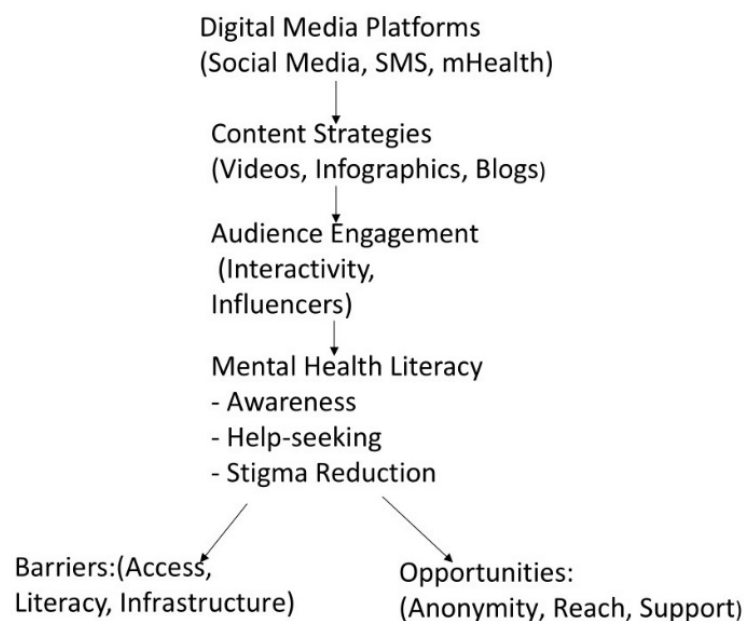 Digital Media Platforms
(Social Media, SMS, mHealth)
Content Strategies
(Videos, Infographics, Blogs)
Audience Engagement
(Interactivity,
Influencers)
Mental Health Literacy
- Awareness
- Help-seeking
- Stigma Reduction
Barriers:(Access,
Literacy, Infrastructure)
Opportunities:
(Anonymity, Reach, Support)